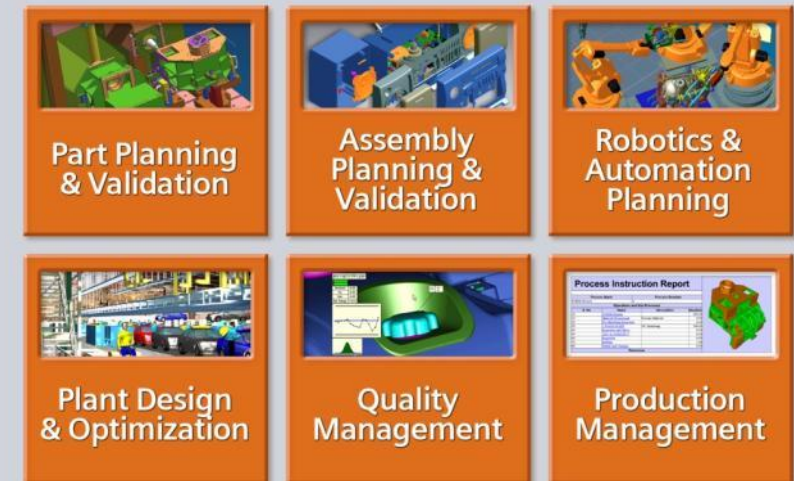 Part Planning
& Validation
Assembly
Planning &
Validation
Robotics &
Automation
Planning
Process Instruction Report
Plant Design
& Optimization
Quality
Management
Production
Management